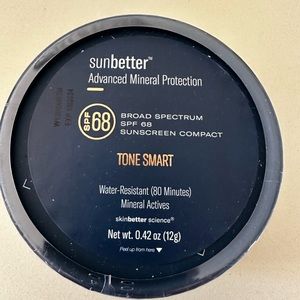 sunbetter™
Advanced Mineral Protection
SPF 68
BROAD SPECTRUM
SPF 68
SUNSCREEN COMPACT
TONE SMART
Water-Resistant (80 Minutes)
Mineral Actives
skinbetter science®
Net wt. 0.42 oz (12g)
Peel up from here